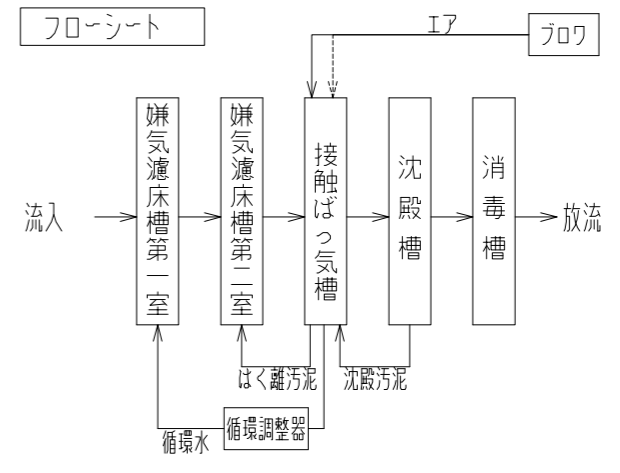 フローシート
エア
ブロワ
流入
嫌気濾床槽第一室
嫌気濾床槽第二室
接触ばっ気槽
沈殿槽
消毒槽
放流
はく離汚泥
沈殿汚泥
循環水
循環調整器